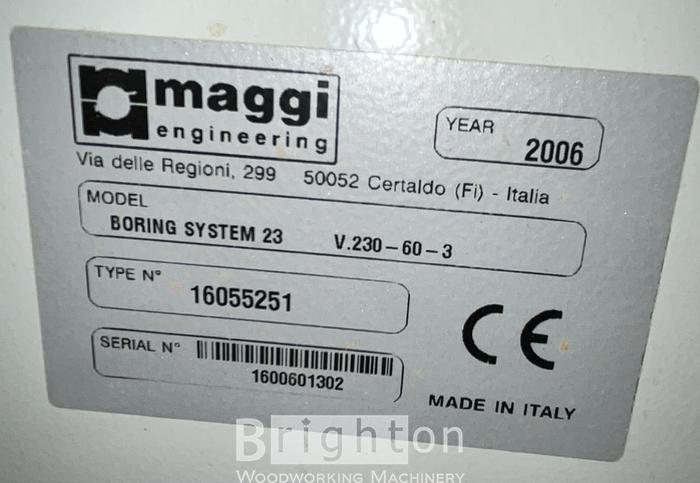 maggi
engineering
Via delle Regioni, 299 50052 Certaldo (Fi) - Italia
YEAR
2006
MODEL
BORING SYSTEM 23 V.230-60-3
TYPE N°
16055251
SERIAL N°
1600601302
MADE IN ITALY
Brighton
WOODWORKING MACHINERY